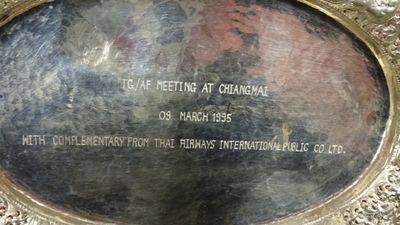 TG/AF MEETING AT CHIANGMAI
09 MARCH 1995
WITH COMPLEMENTARY FROM THAI AIRWAYS INTERNATIONAL PUBLIC CO. LTD.